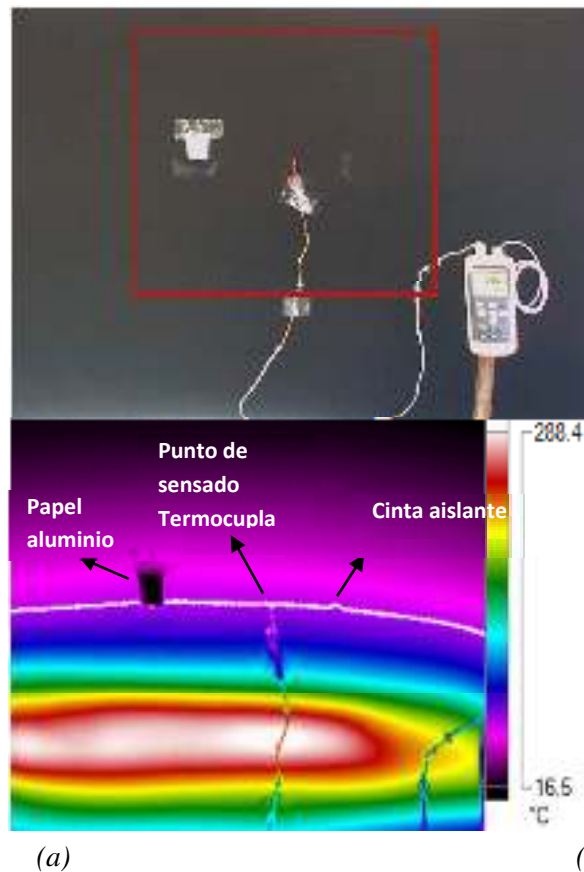 Punto de
sensado
Termocupla
Papel
aluminio
Cinta aislante
288.4
16.5
°C
(a)
(